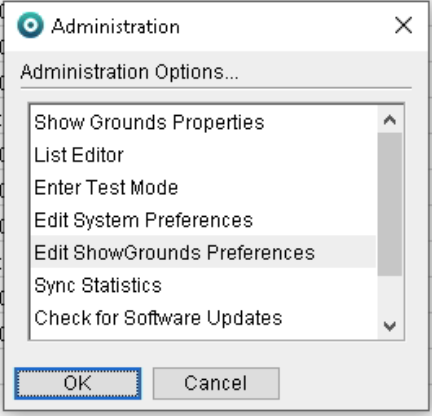 Administration
Administration Options...
Show Grounds Properties
List Editor
Enter Test Mode
Edit System Preferences
Edit ShowGrounds Preferences
Sync Statistics
Check for Software Updates
OK
Cancel